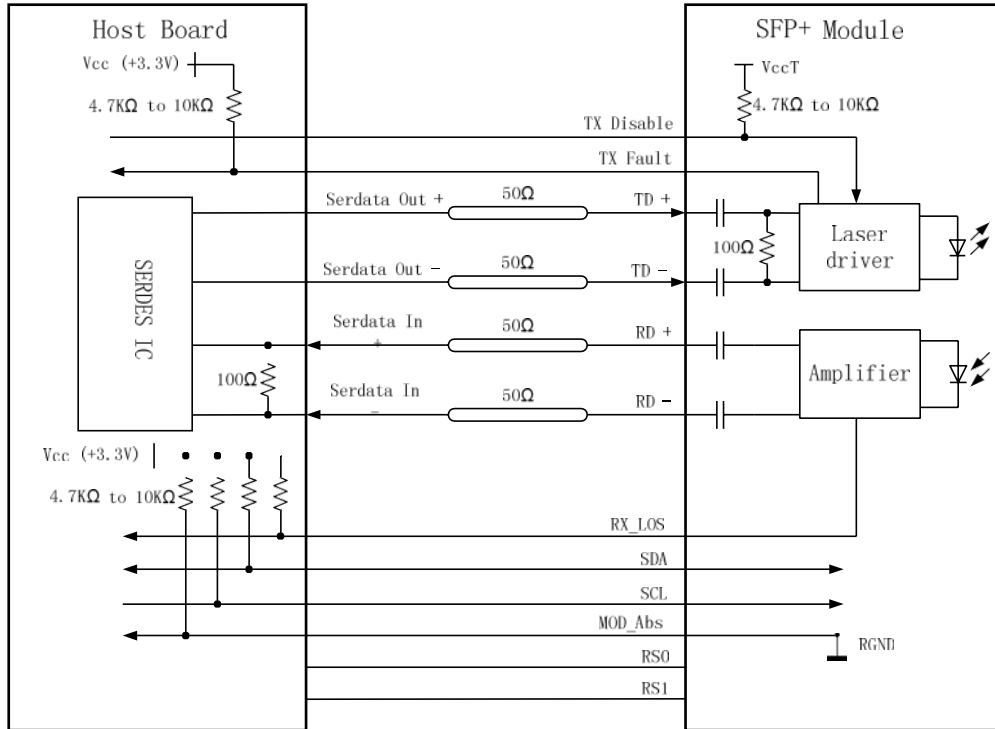 Host Board
SFP+ Module
Vcc (+3.3V)
VccT
4.7KΩ to 10KΩ
4.7KΩ to 10KΩ
TX Disable
TX Fault
Serdata Out +
50Ω
TD +
SERDES IC
100Ω
Laser
driver
Serdata Out −
50Ω
TD −
Serdata In
+
50Ω
RD +
100Ω
Amplifier
Serdata In
−
50Ω
RD −
Vcc (+3.3V)
4.7KΩ to 10KΩ
RX_LOS
SDA
SCL
MOD_Abs
RGND
RS0
RS1